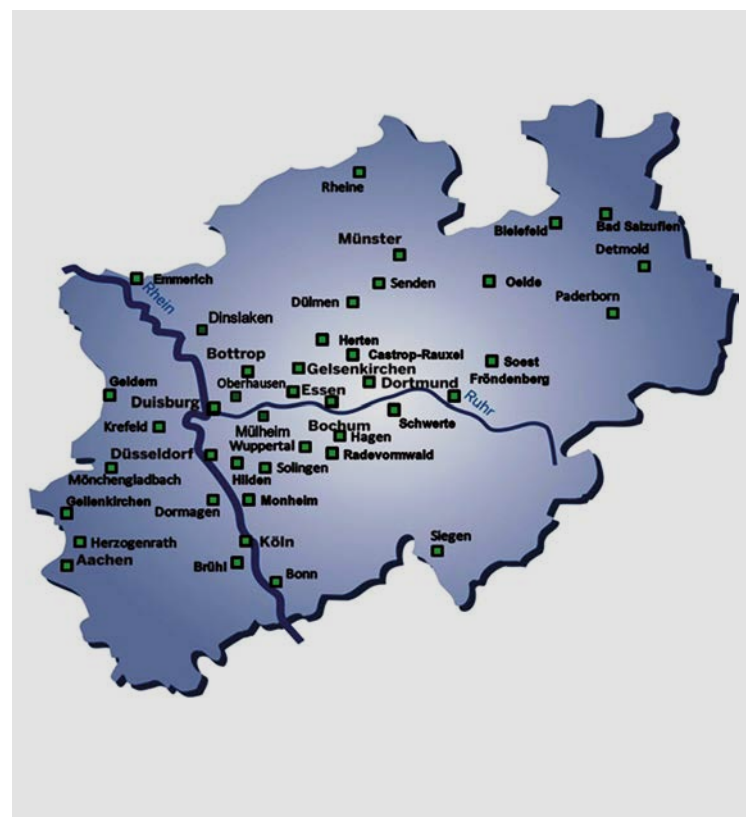 Rheine
Bielefeld
Bad Salzuflen
Münster
Detmold
Emmerich
Rhein
Senden
Oelde
Dülmen
Paderborn
Dinslaken
Herten
Bottrop
Castrop-Rauxel
Gelsenkirchen
Soest
Geldern
Oberhausen
Essen
Dortmund
Fröndenberg
Duisburg
Ruhr
Krefeld
Mülheim
Bochum
Schwerte
Hagen
Wuppertal
Düsseldorf
Radevormwald
Solingen
Mönchengladbach
Hilden
Geilenkirchen
Dormagen
Monheim
Herzogenrath
Köln
Siegen
Aachen
Brühl
Bonn